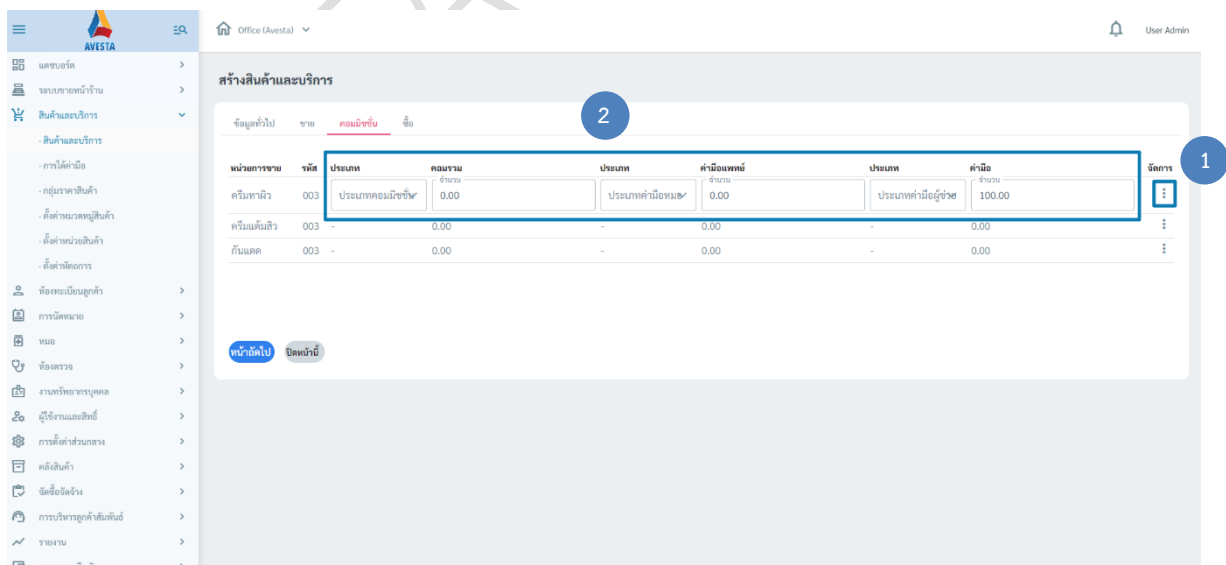 AVESTA
Office (Avesta)
User Admin
แดชบอร์ด
ระบบขายหน้าร้าน
สินค้าและบริการ
- สินค้าและบริการ
- การได้ค่ามือ
- กลุ่มราคาสินค้า
- ตั้งค่าหมวดหมู่สินค้า
- ตั้งค่าหน่วยสินค้า
- ตั้งค่าหัตถการ
ห้องทะเบียนลูกค้า
การนัดหมาย
หมอ
ห้องตรวจ
งานทรัพยากรบุคคล
ผู้ใช้งานและสิทธิ์
การตั้งค่าส่วนกลาง
คลังสินค้า
จัดซื้อจัดจ้าง
การบริหารลูกค้าสัมพันธ์
รายงาน
สร้างสินค้าและบริการ
2
ข้อมูลทั่วไป ขาย คอมมิชชั่น ซื้อ
1
หน่วยการขาย รหัส ประเภท คอมรวม ประเภท ค่ามือแพทย์ ประเภท ค่ามือ จัดการ
จำนวน จำนวน จำนวน
ครีมทาผิว 003 ประเภทคอมมิชชั่น 0.00 ประเภทค่ามือหมอ 0.00 ประเภทค่ามือผู้ช่วย 100.00
ครีมแต้มสิว 003 - 0.00 - 0.00 - 0.00
กันแดด 003 - 0.00 - 0.00 - 0.00
หน้าถัดไป ปิดหน้านี้